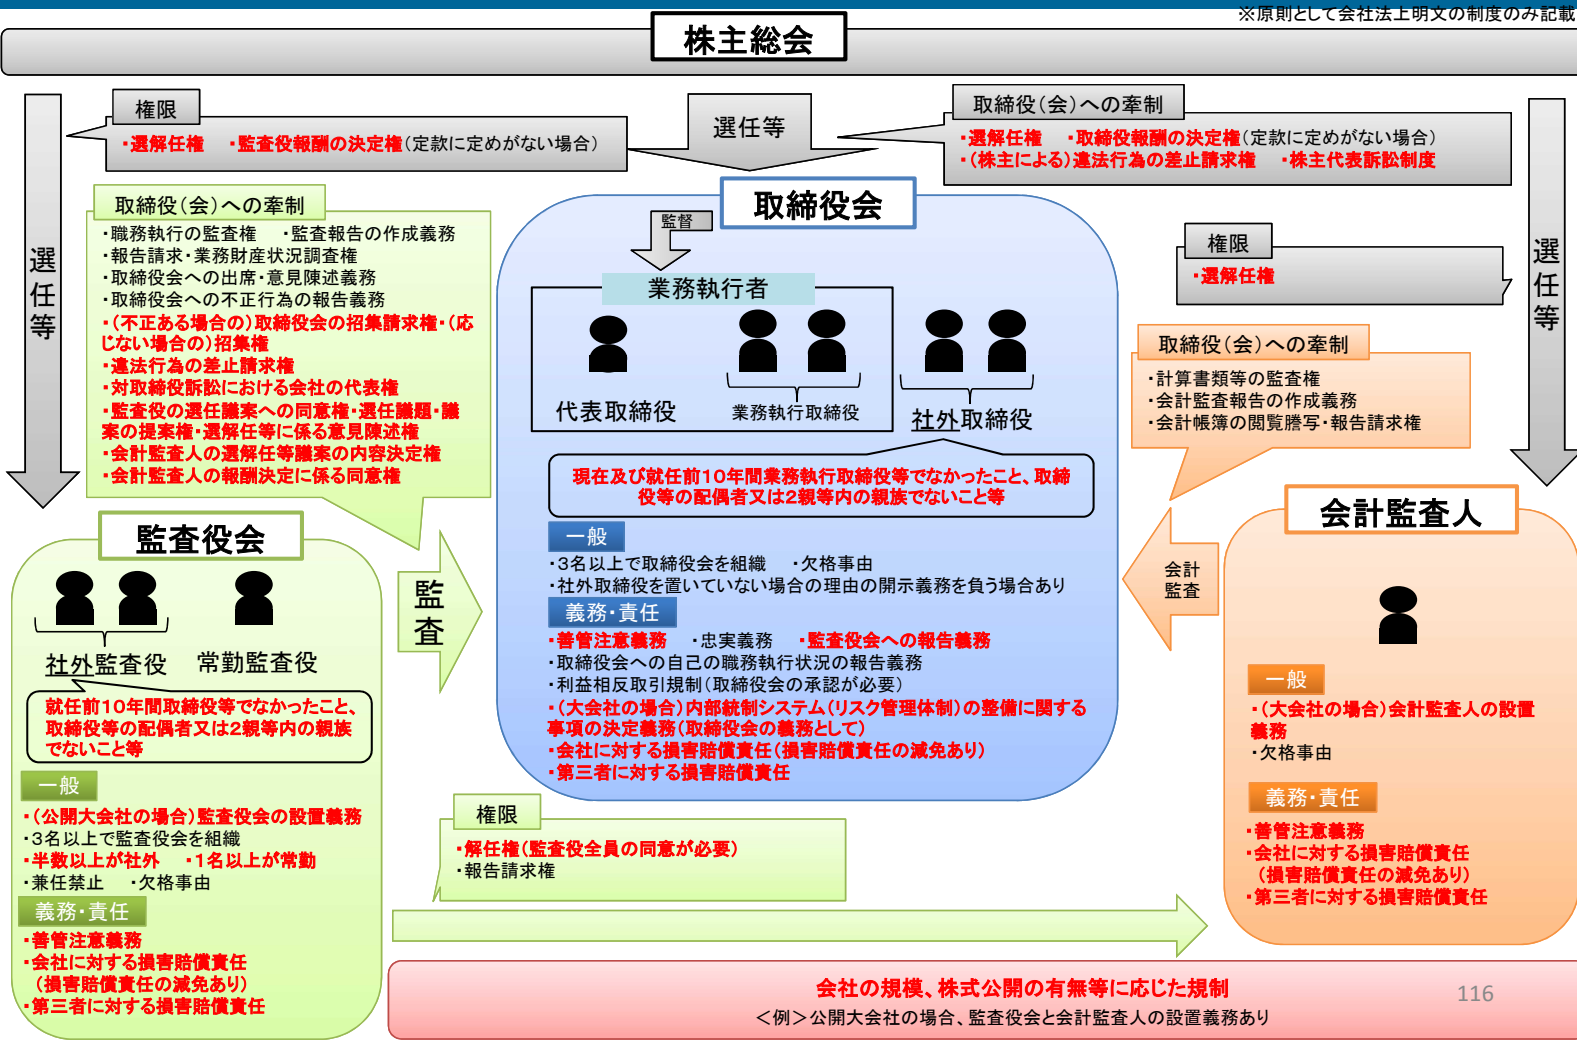 ※原則として会社法上明文の制度のみ記載
株主総会
権限
・選解任権　・監査役報酬の決定権（定款に定めがない場合）
選任等
取締役（会）への牽制
・選解任権　・取締役報酬の決定権（定款に定めがない場合）
・（株主による）違法行為の差止請求権　・株主代表訴訟制度
選任等
取締役（会）への牽制
・職務執行の監査権　・監査報告の作成義務
・報告請求・業務財産状況調査権
・取締役会への出席・意見陳述義務
・取締役会への不正行為の報告義務
・（不正ある場合の）取締役会の招集請求権・（応
じない場合の）招集権
・違法行為の差止請求権
・対取締役訴訟における会社の代表権
・監査役の選任議案への同意権・選任議題・議
案の提案権・選解任等に係る意見陳述権
・会計監査人の選解任等議案の内容決定権
・会計監査人の報酬決定に係る同意権
取締役会
監督
業務執行者
代表取締役
業務執行取締役
社外取締役
現在及び就任前10年間業務執行取締役等でなかったこと、取締
役等の配偶者又は2親等内の親族でないこと等
一般
・3名以上で取締役会を組織　・欠格事由
・社外取締役を置いていない場合の理由の開示義務を負う場合あり
義務・責任
・善管注意義務　・忠実義務　・監査役会への報告義務
・取締役会への自己の職務執行状況の報告義務
・利益相反取引規制（取締役会の承認が必要）
・（大会社の場合）内部統制システム（リスク管理体制）の整備に関する
事項の決定義務（取締役会の義務として）
・会社に対する損害賠償責任（損害賠償責任の減免あり）
・第三者に対する損害賠償責任
権限
・選解任権
選任等
取締役（会）への牽制
・計算書類等の監査権
・会計監査報告の作成義務
・会計帳簿の閲覧謄写・報告請求権
会計監査人
会計
監査
一般
・（大会社の場合）会計監査人の設置
義務
・欠格事由
義務・責任
・善管注意義務
・会社に対する損害賠償責任
（損害賠償責任の減免あり）
・第三者に対する損害賠償責任
監査役会
監査
社外監査役
常勤監査役
就任前10年間取締役等でなかったこと、
取締役等の配偶者又は2親等内の親族
でないこと等
一般
・（公開大会社の場合）監査役会の設置義務
・3名以上で監査役会を組織
・半数以上が社外　・1名以上が常勤
・兼任禁止　・欠格事由
義務・責任
・善管注意義務
・会社に対する損害賠償責任
（損害賠償責任の減免あり）
・第三者に対する損害賠償責任
権限
・解任権（監査役全員の同意が必要）
・報告請求権
会社の規模、株式公開の有無等に応じた規制
＜例＞公開大会社の場合、監査役会と会計監査人の設置義務あり
116